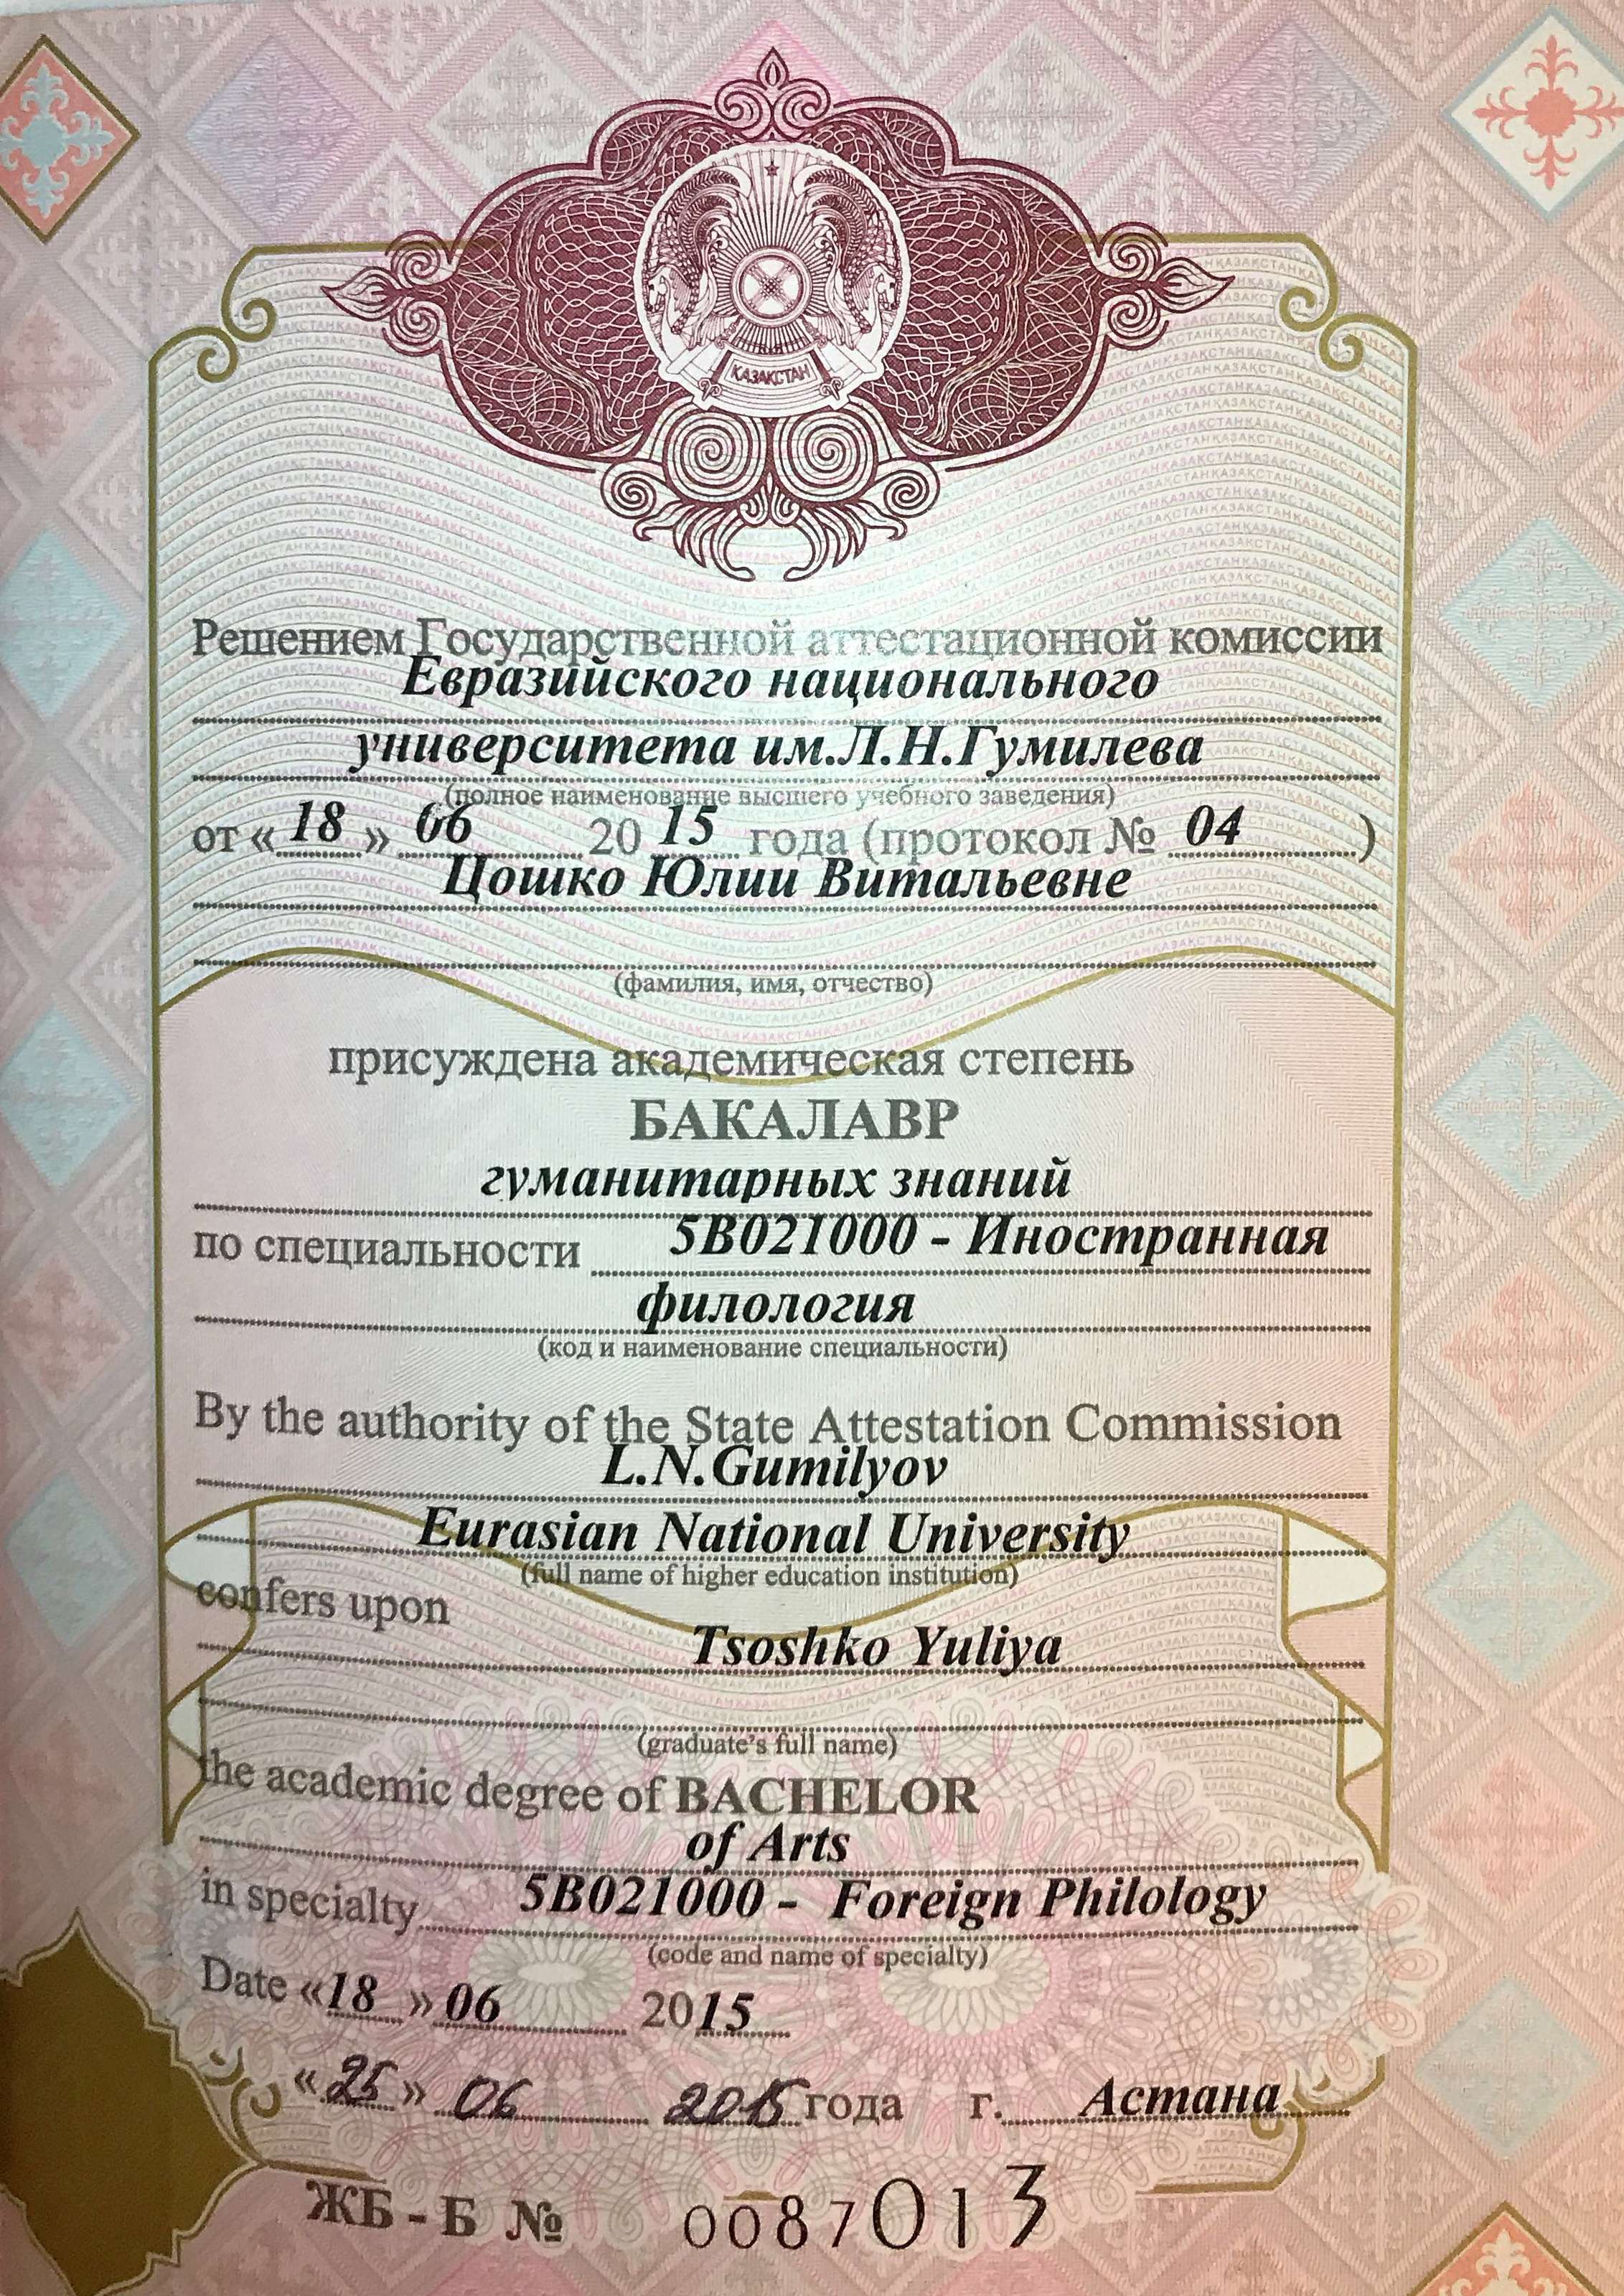 ҚАЗАҚСТАН
Решением Государственной аттестационной комиссии
Евразийского национального
университета им.Л.Н.Гумилева
(полное наименование высшего учебного заведения)
от « 18 » 06 20 15 года (протокол № 04 )
Цошко Юлии Витальевне
(фамилия, имя, отчество)
присуждена академическая степень
БАКАЛАВР
гуманитарных знаний
по специальности 5В021000 - Иностранная
филология
(код и наименование специальности)
By the authority of the State Attestation Commission
L.N.Gumilyov
Eurasian National University
(full name of higher education institution)
confers upon
Tsoshko Yuliya
(graduate's full name)
the academic degree of BACHELOR
of Arts
in specialty 5B021000 - Foreign Philology
(code and name of specialty)
Date «18 » 06 2015
«25» 06 2015 года г. Астана
ЖБ - Б № 0087013